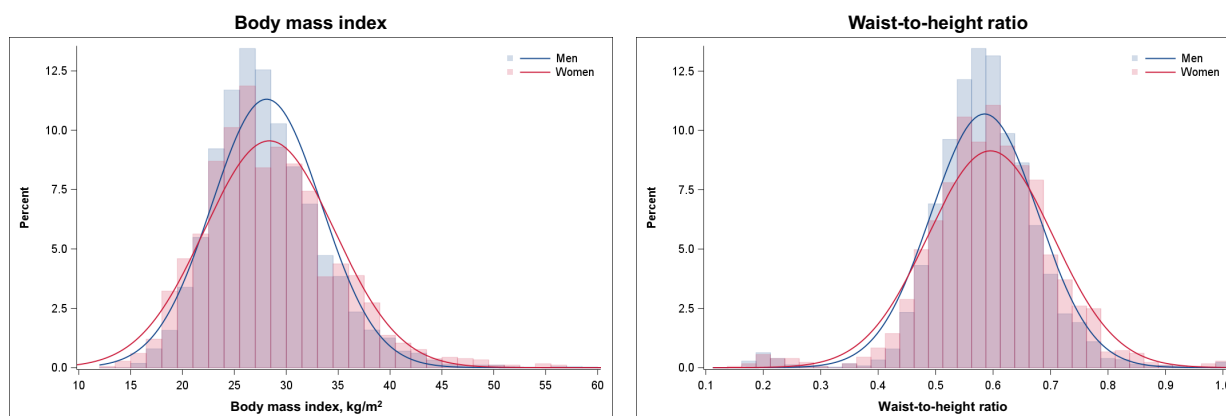 Body mass index
12.5
10.0
7.5
5.0
2.5
0.0
Percent
10 15 20 25 30 35 40 45 50 55 60
Body mass index, kg/m²
Men
Women
Waist-to-height ratio
12.5
10.0
7.5
5.0
2.5
0.0
Percent
0.1 0.2 0.3 0.4 0.5 0.6 0.7 0.8 0.9 1.0
Waist-to-height ratio
Men
Women